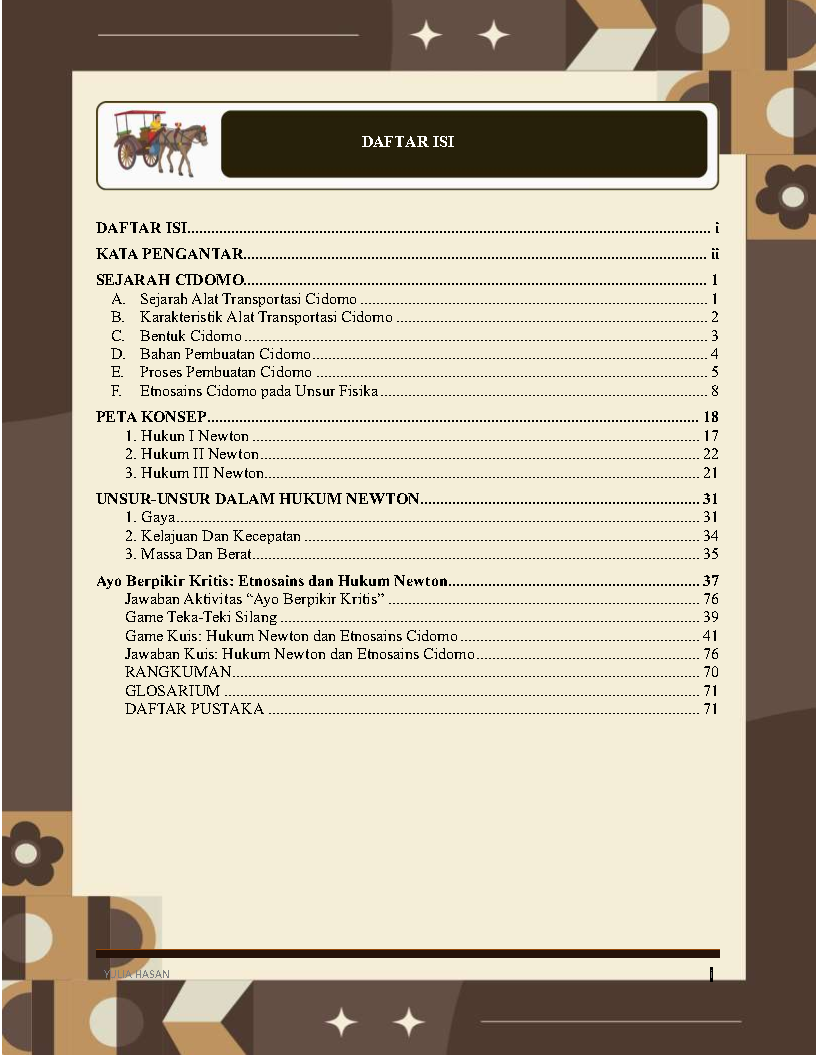 DAFTAR ISI
DAFTAR ISI.................................................................................................................................. i
KATA PENGANTAR................................................................................................................... ii
SEJARAH CIDOMO.................................................................................................................... 1
A. Sejarah Alat Transportasi Cidomo ....................................................................................... 1
B. Karakteristik Alat Transportasi Cidomo .............................................................................. 2
C. Bentuk Cidomo .................................................................................................................... 3
D. Bahan Pembuatan Cidomo................................................................................................... 4
E. Proses Pembuatan Cidomo .................................................................................................. 5
F. Etnosains Cidomo pada Unsur Fisika .................................................................................. 8
PETA KONSEP........................................................................................................................... 18
1. Hukun I Newton ................................................................................................................ 17
2. Hukum II Newton.............................................................................................................. 22
3. Hukum III Newton............................................................................................................. 21
UNSUR-UNSUR DALAM HUKUM NEWTON...................................................................... 31
1. Gaya................................................................................................................................... 31
2. Kelajuan Dan Kecepatan ................................................................................................... 34
3. Massa Dan Berat................................................................................................................ 35
Ayo Berpikir Kritis: Etnosains dan Hukum Newton............................................................... 37
Jawaban Aktivitas “Ayo Berpikir Kritis” .............................................................................. 76
Game Teka-Teki Silang ......................................................................................................... 39
Game Kuis: Hukum Newton dan Etnosains Cidomo ............................................................ 41
Jawaban Kuis: Hukum Newton dan Etnosains Cidomo........................................................ 76
RANGKUMAN..................................................................................................................... 70
GLOSARIUM ....................................................................................................................... 71
DAFTAR PUSTAKA ............................................................................................................ 71
YULIA HASAN i